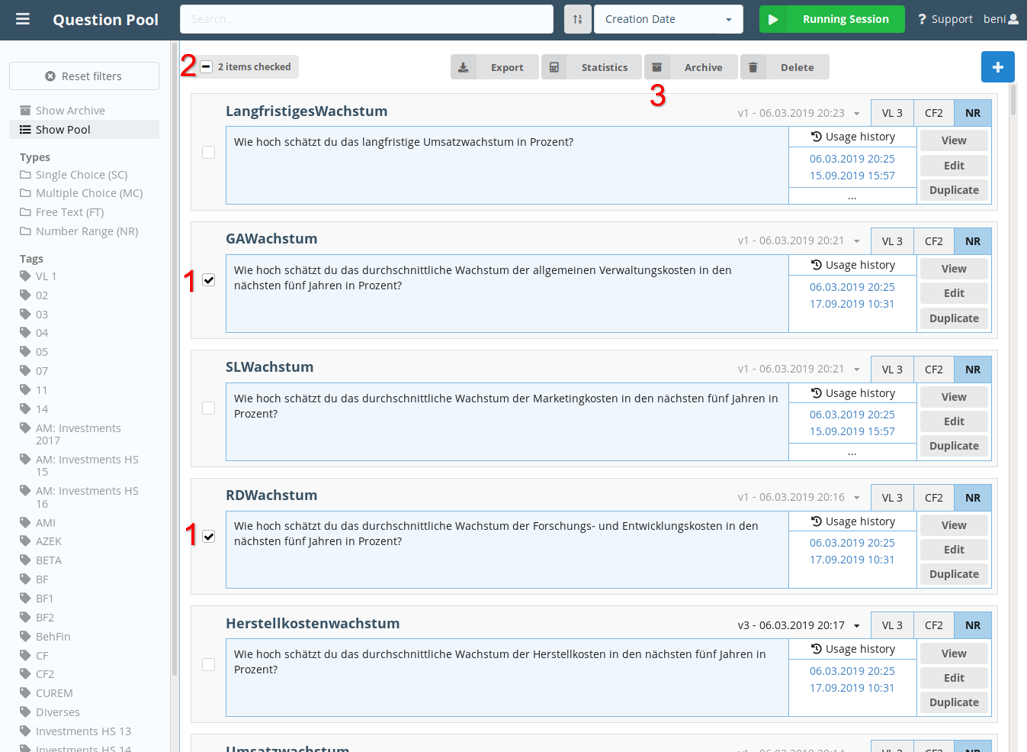 Question Pool
Search...
Creation Date
Running Session
? Support
beni
2
2 items checked
Export
Statistics
Archive
Delete
+
3
Reset filters
Show Archive
Show Pool
Types
Single Choice (SC)
Multiple Choice (MC)
Free Text (FT)
Number Range (NR)
Tags
VL 1
02
03
04
05
07
11
14
AM: Investments
2017
AM: Investments HS
15
AM: Investments HS
16
AMI
AZEK
BETA
BF
BF1
BF2
BehFin
CF
CF2
CUREM
Diverses
Investments HS 13
Investments HS 14
LangfristigesWachstum
v1 - 06.03.2019 20:23
VL 3
CF2
NR
Wie hoch schätzt du das langfristige Umsatzwachstum in Prozent?
Usage history
06.03.2019 20:25
15.09.2019 15:57
...
View
Edit
Duplicate
1
GAWachstum
v1 - 06.03.2019 20:21
VL 3
CF2
NR
Wie hoch schätzt du das durchschnittliche Wachstum der allgemeinen Verwaltungskosten in den
nächsten fünf Jahren in Prozent?
Usage history
06.03.2019 20:25
17.09.2019 10:31
View
Edit
Duplicate
SLWachstum
v1 - 06.03.2019 20:21
VL 3
CF2
NR
Wie hoch schätzt du das durchschnittliche Wachstum der Marketingkosten in den nächsten fünf Jahren in
Prozent?
Usage history
06.03.2019 20:25
15.09.2019 15:57
...
View
Edit
Duplicate
1
RDWachstum
v1 - 06.03.2019 20:16
VL 3
CF2
NR
Wie hoch schätzt du das durchschnittliche Wachstum der Forschungs- und Entwicklungskosten in den
nächsten fünf Jahren in Prozent?
Usage history
06.03.2019 20:25
17.09.2019 10:31
View
Edit
Duplicate
Herstellkostenwachstum
v3 - 06.03.2019 20:17
VL 3
CF2
NR
Wie hoch schätzt du das durchschnittliche Wachstum der Herstellkosten in den nächsten fünf Jahren in
Prozent?
Usage history
06.03.2019 20:25
17.09.2019 10:31
View
Edit
Duplicate
Umsatzwachstum